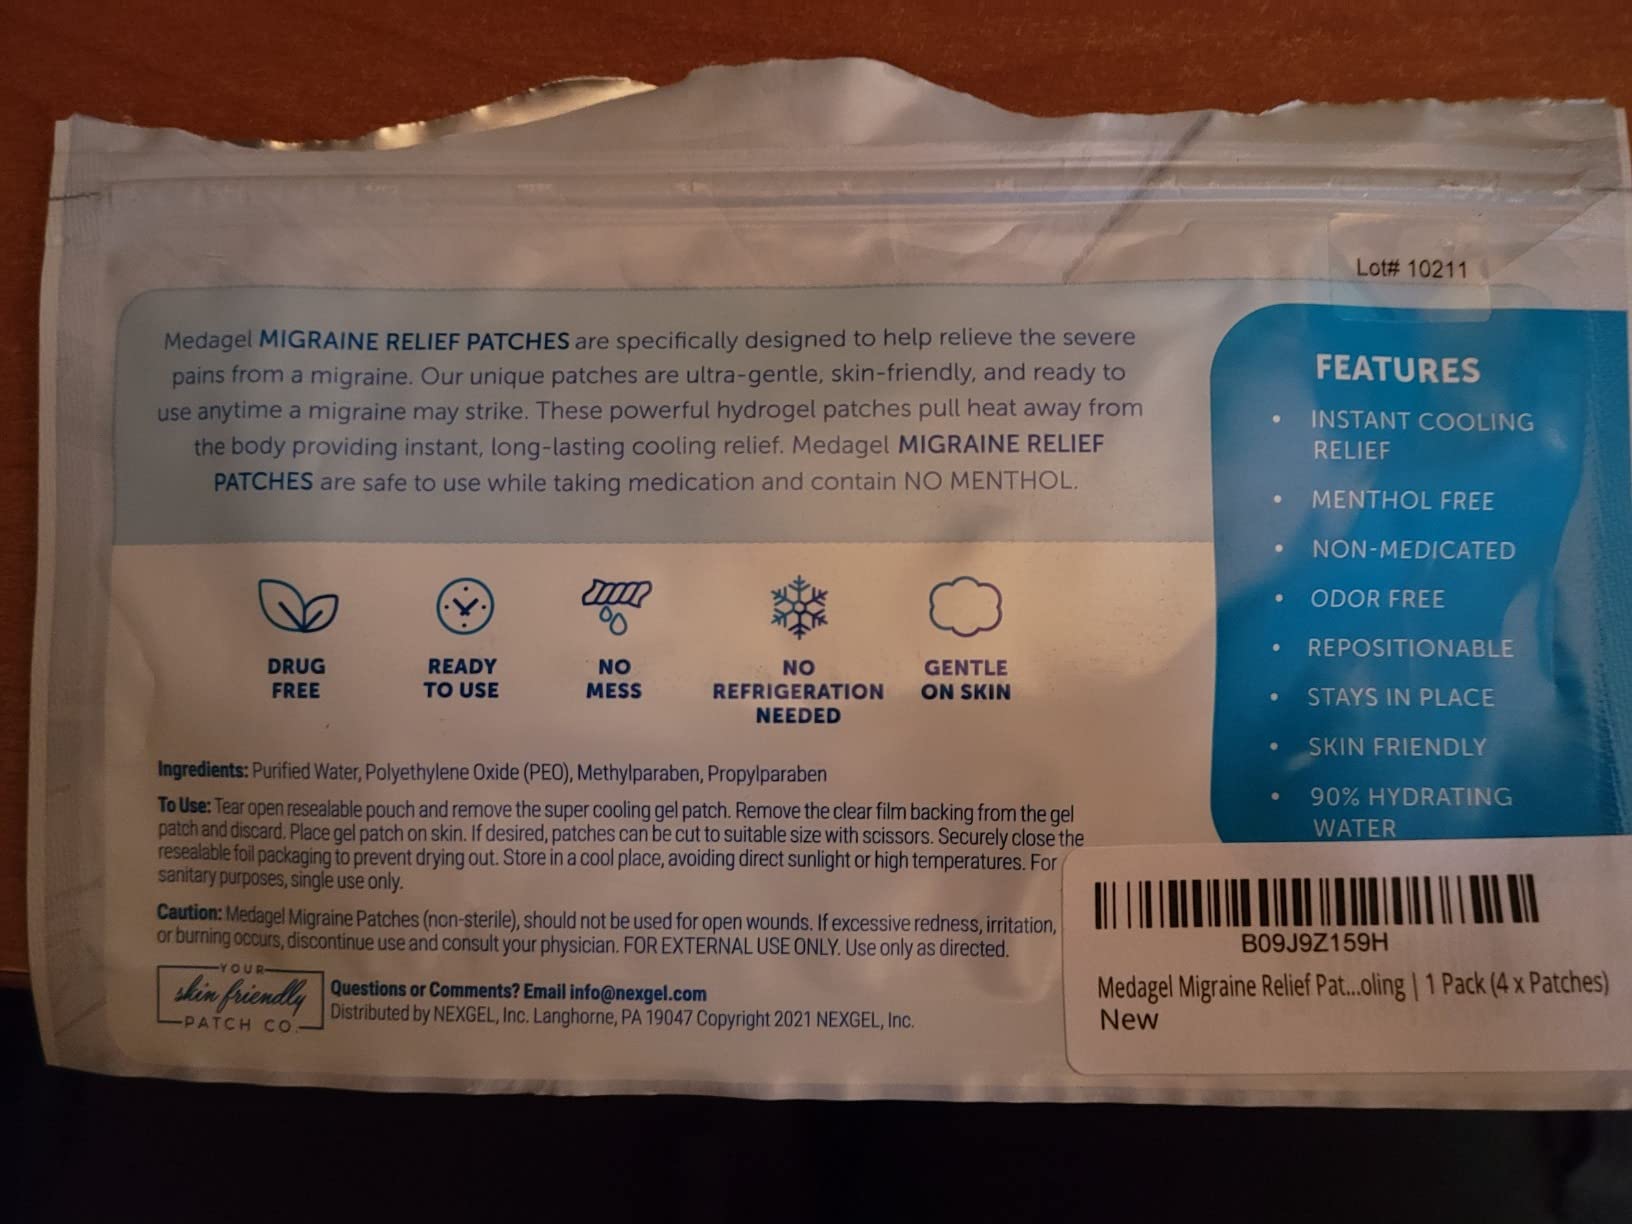 Lot# 10211
Medagel MIGRAINE RELIEF PATCHES are specifically designed to help relieve the severe
pains from a migraine. Our unique patches are ultra-gentle, skin-friendly, and ready to
use anytime a migraine may strike. These powerful hydrogel patches pull heat away from
the body providing instant, long-lasting cooling relief. Medagel MIGRAINE RELIEF
PATCHES are safe to use while taking medication and contain NO MENTHOL.
FEATURES
• INSTANT COOLING
RELIEF
• MENTHOL FREE
• NON-MEDICATED
• ODOR FREE
• REPOSITIONABLE
• STAYS IN PLACE
• SKIN FRIENDLY
• 90% HYDRATING
WATER
DRUG
FREE
READY
TO USE
NO
MESS
NO
REFRIGERATION
NEEDED
GENTLE
ON SKIN
Ingredients: Purified Water, Polyethylene Oxide (PEO), Methylparaben, Propylparaben
To Use: Tear open resealable pouch and remove the super cooling gel patch. Remove the clear film backing from the gel
patch and discard. Place gel patch on skin. If desired, patches can be cut to suitable size with scissors. Securely close the
resealable foil packaging to prevent drying out. Store in a cool place, avoiding direct sunlight or high temperatures. For
sanitary purposes, single use only.
Caution: Medagel Migraine Patches (non-sterile), should not be used for open wounds. If excessive redness, irritation,
or burning occurs, discontinue use and consult your physician. FOR EXTERNAL USE ONLY. Use only as directed.
YOUR
skin friendly
PATCH CO.
Questions or Comments? Email info@nexgel.com
Distributed by NEXGEL, Inc. Langhorne, PA 19047 Copyright 2021 NEXGEL, Inc.
B09J9Z159H
Medagel Migraine Relief Pat...oling | 1 Pack (4 x Patches)
New